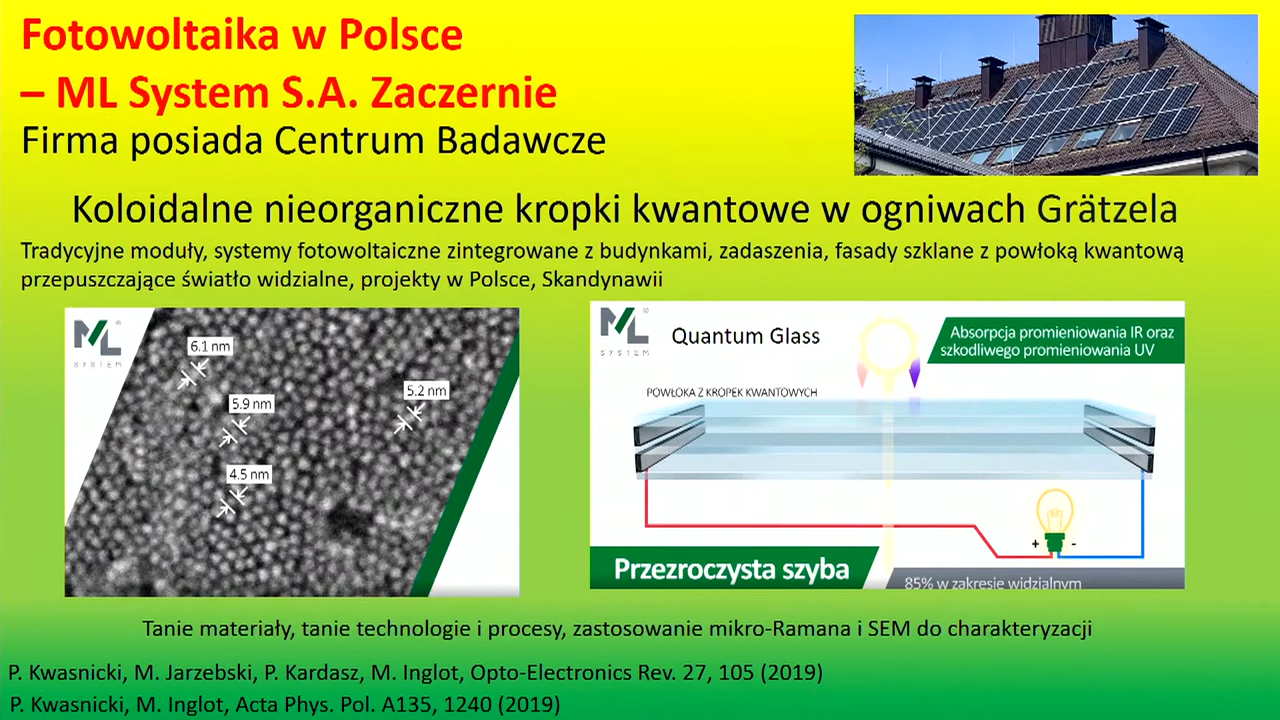 Fotowoltaika w Polsce
– ML System S.A. Zaczernie
Firma posiada Centrum Badawcze
Koloidalne nieorganiczne kropki kwantowe w ogniwach Grätzela
Tradycyjne moduły, systemy fotowoltaiczne zintegrowane z budynkami, zadaszenia, fasady szklane z powłoką kwantową
przepuszczające światło widzialne, projekty w Polsce, Skandynawii
ML
SYSTEM
6.1 nm
5.9 nm
5.2 nm
4.5 nm
ML
SYSTEM
Quantum Glass
Absorpcja promieniowania IR oraz
szkodliwego promieniowania UV
POWŁOKA Z KROPEK KWANTOWYCH
+ -
Przezroczysta szyba
85% w zakresie widzialnym
Tanie materiały, tanie technologie i procesy, zastosowanie mikro-Ramana i SEM do charakteryzacji
P. Kwasnicki, M. Jarzebski, P. Kardasz, M. Inglot, Opto-Electronics Rev. 27, 105 (2019)
P. Kwasnicki, M. Inglot, Acta Phys. Pol. A135, 1240 (2019)